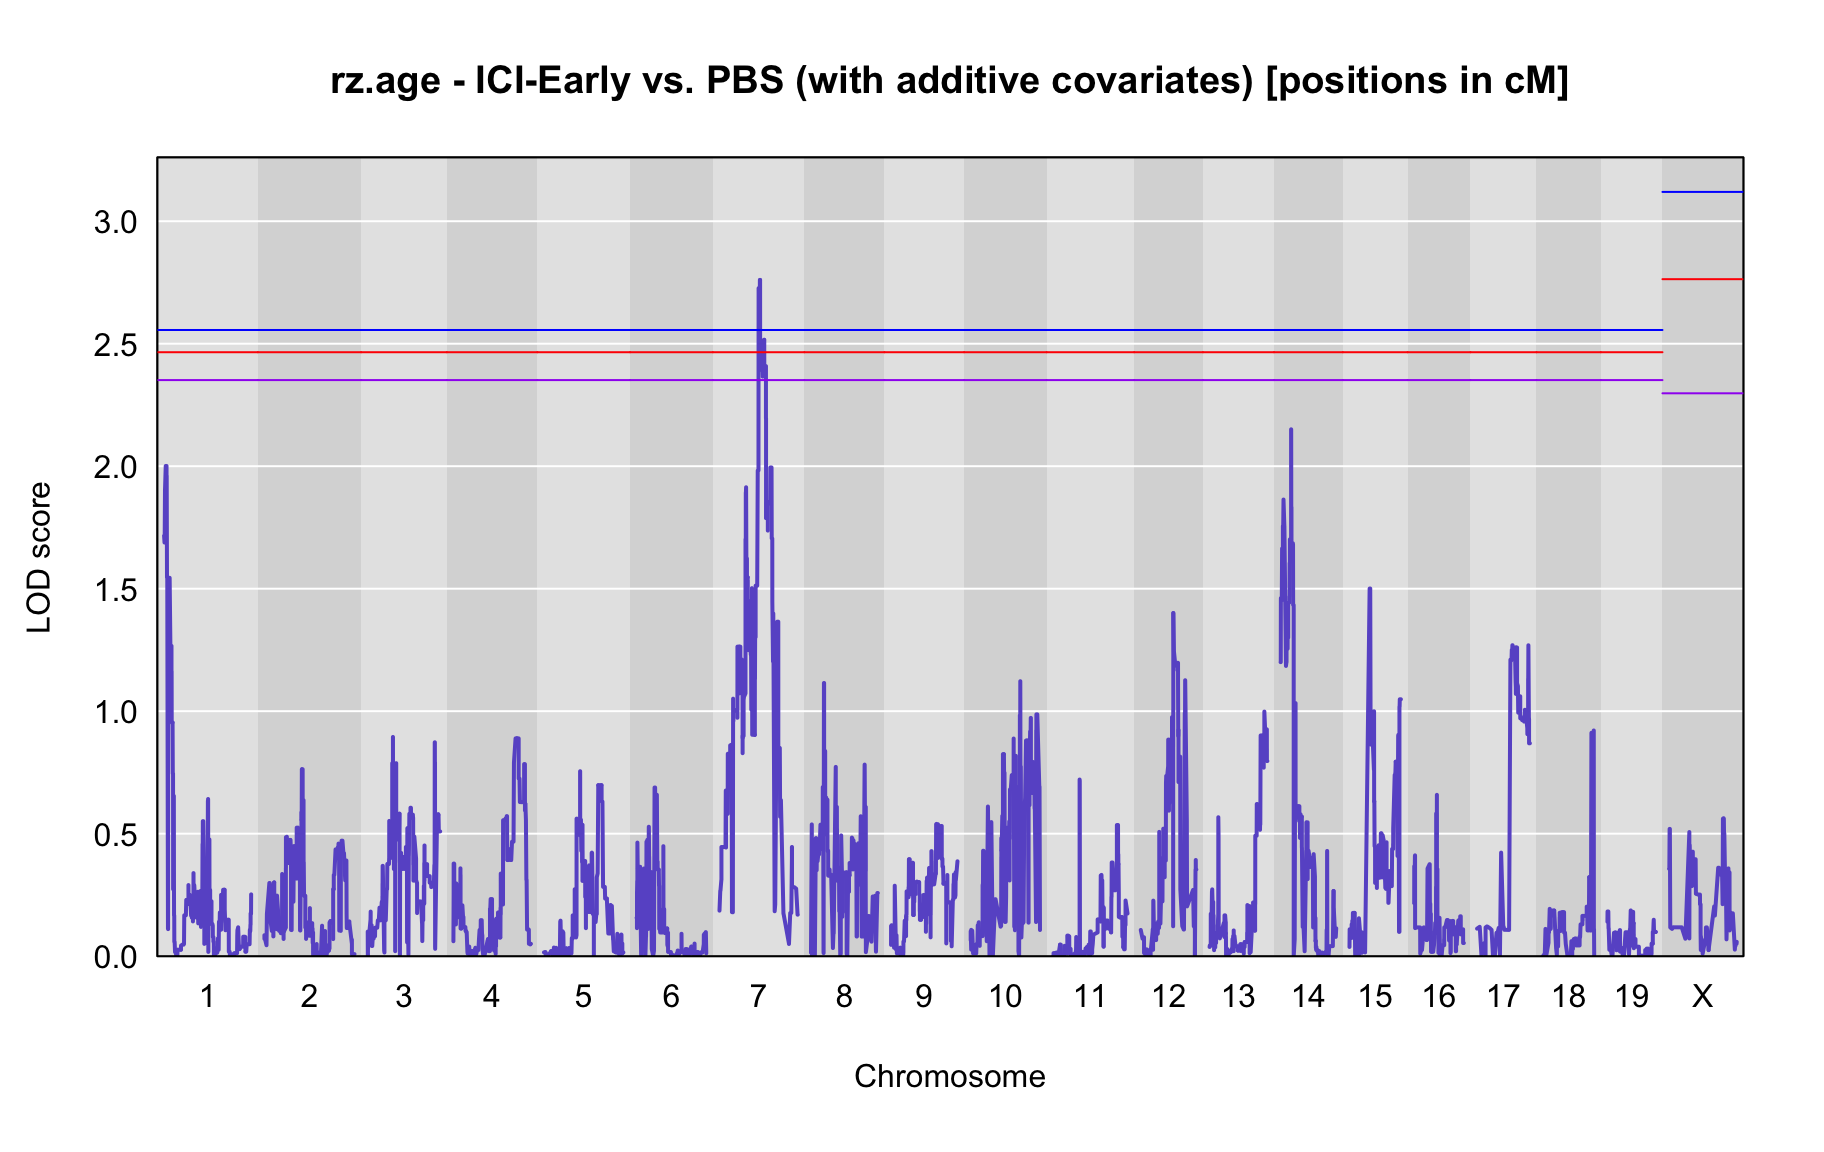 rz.age - ICI-Early vs. PBS (with additive covariates) [positions in cM]
3.0
2.5
2.0
1.5
1.0
0.5
0.0
LOD score
1 2 3 4 5 6 7 8 9 10 11 12 13 14 15 16 17 18 19 X
Chromosome